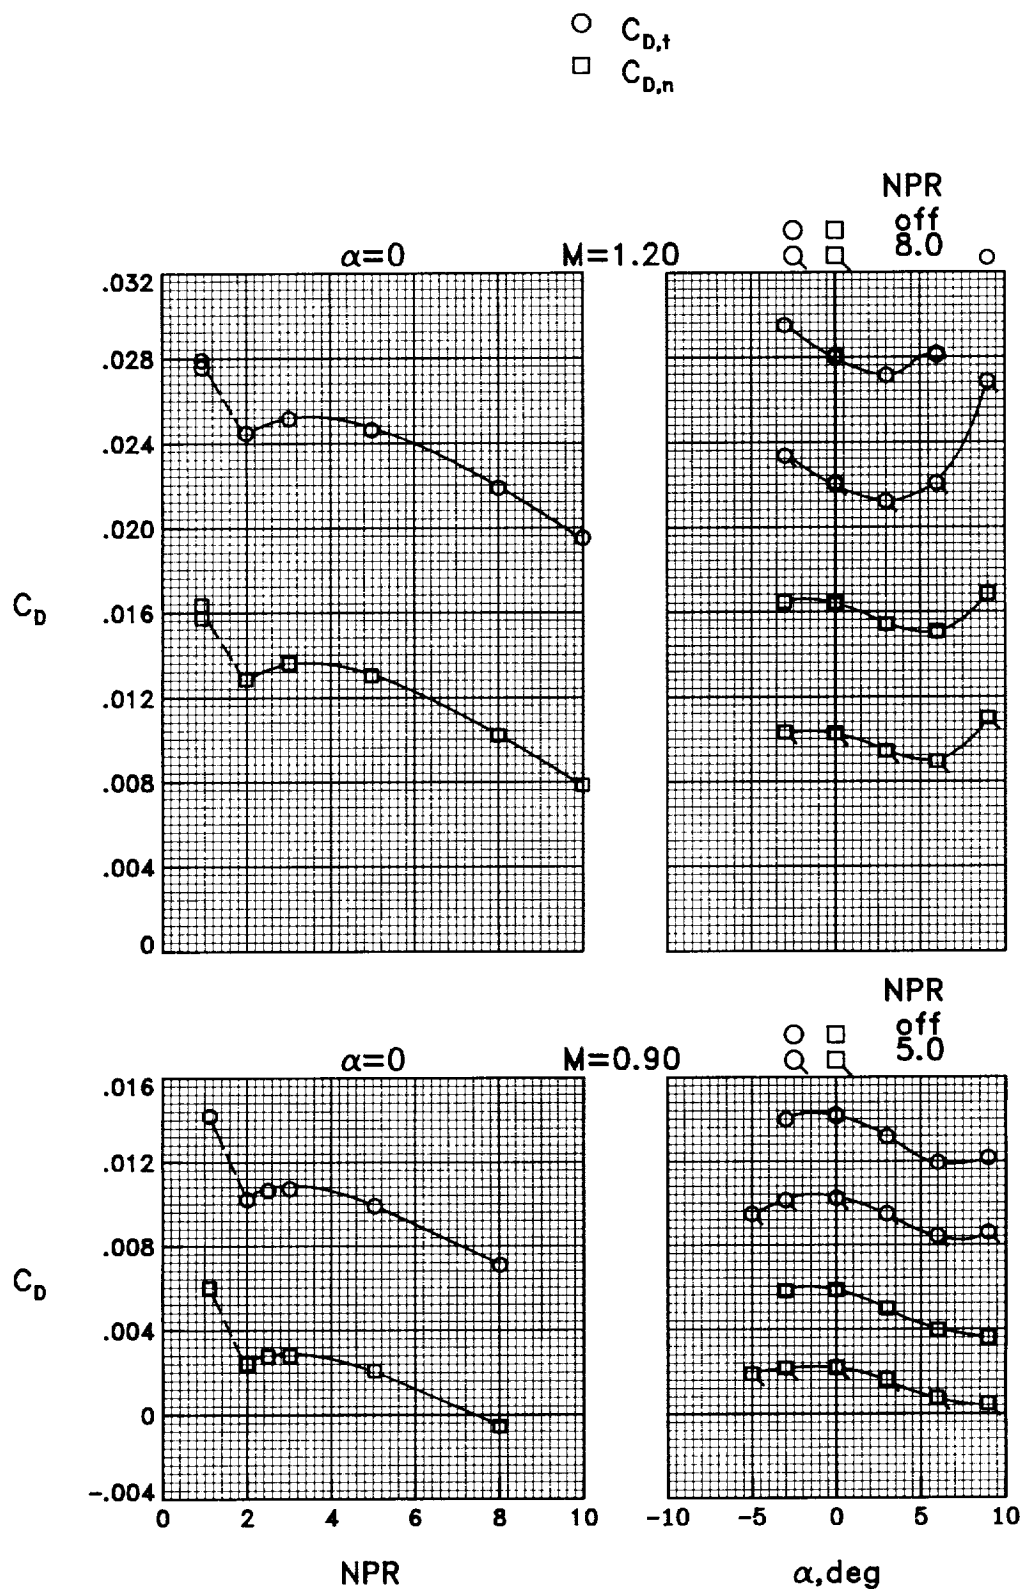 C_D,t
C_D,n
NPR
off
8.0
α=0 M=1.20
.032
.028
.024
.020
.016
.012
.008
.004
0
C_D
NPR
off
5.0
α=0 M=0.90
.016
.012
.008
.004
0
-.004
C_D
0 2 4 6 8 10
-10 -5 0 5 10
NPR
α,deg